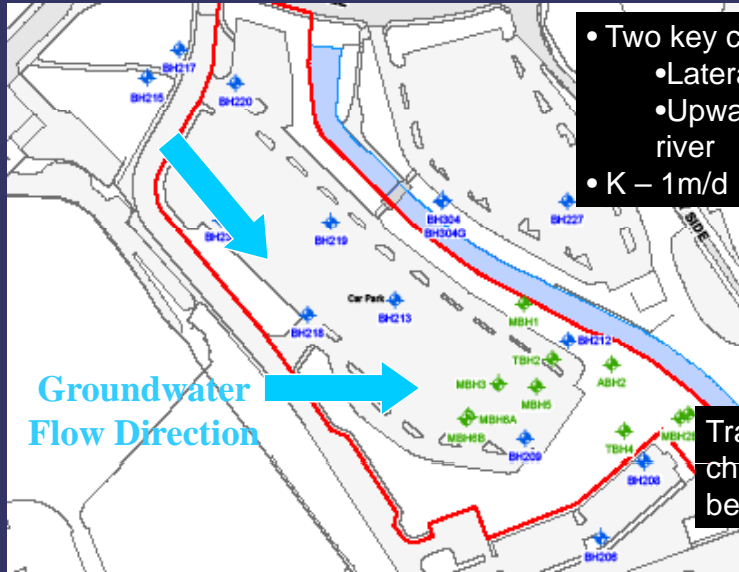 • Two key c
•Latera
•Upwa
river
• K – 1m/d
BH217
BH220
BH304
BH304G
BH227
SIDE
BH219
Car Park
BH213
BH218
MBH1
BH212
TBH2
ABH2
MBH3
MBH5
MBH6A
MBH6B
BH209
TBH4
BH208
BH206
Groundwater
Flow Direction
Tra
ch
be